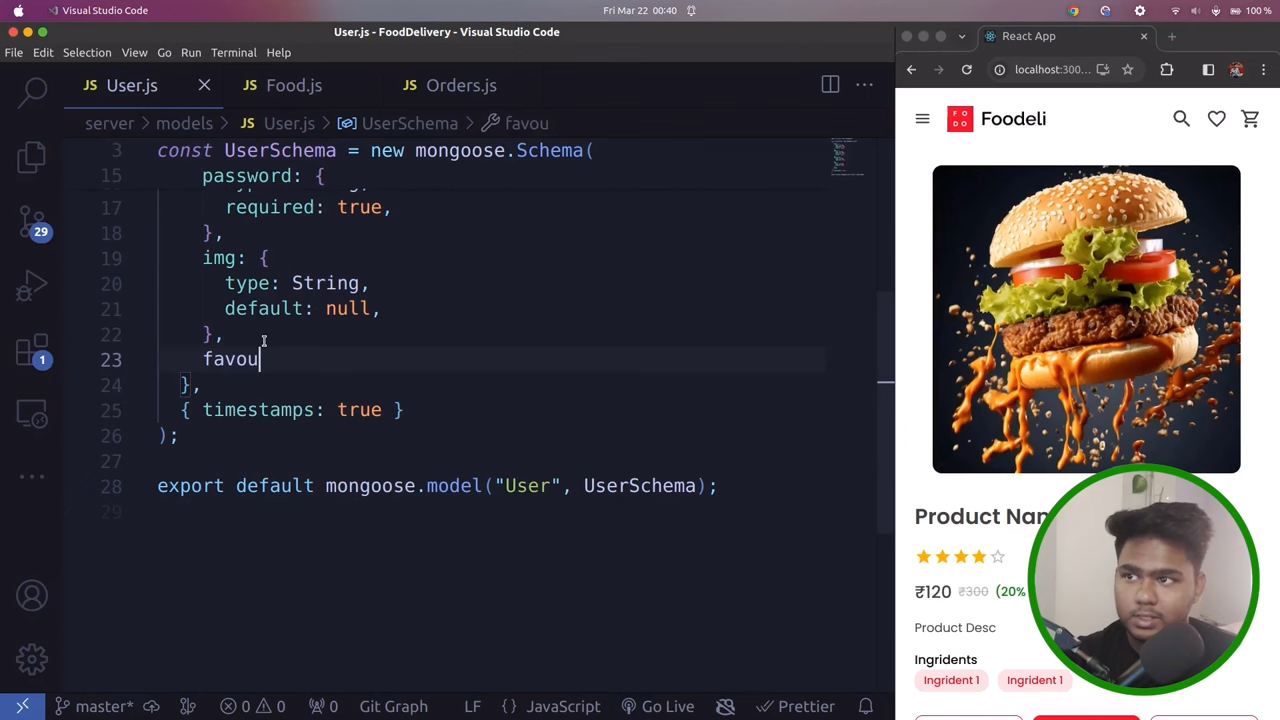 Visual Studio Code
Fri Mar 22 00:40
100 %
User.js - FoodDelivery - Visual Studio Code
File Edit Selection View Go Run Terminal Help
JS User.js
JS Food.js
JS Orders.js
server > models > JS User.js > UserSchema > favou
3 const UserSchema = new mongoose.Schema(
15 password: {
17 required: true,
18 },
19 img: {
20 type: String,
21 default: null,
22 },
23 favou
24 },
25 { timestamps: true }
26 );
27
28 export default mongoose.model("User", UserSchema);
29
29
1
master*
0 0
0
Git Graph
LF
{ } JavaScript
Go Live
Prettier
React App
localhost:300...
FO
DO
Foodeli
Product Nan
₹120 ₹300 (20%
Product Desc
Ingridents
Ingrident 1 Ingrident 1